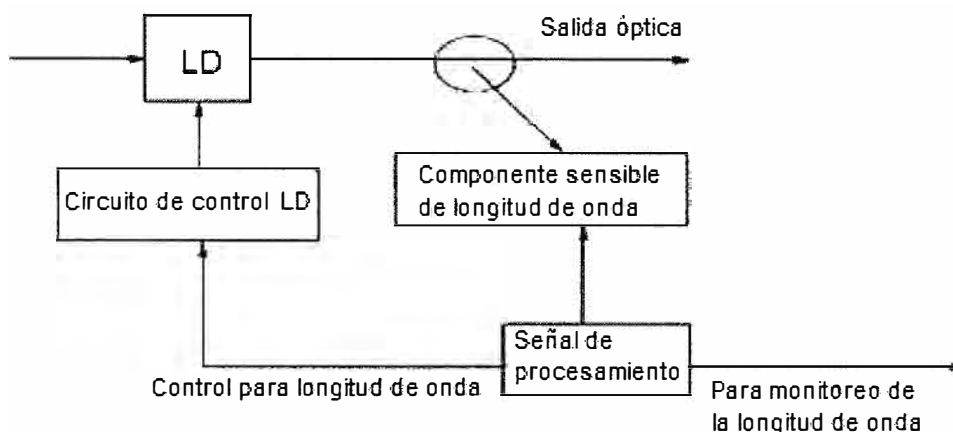 Salida óptica
LD
Componente sensible
de longitud de onda
Circuito de control LD
Señal de
procesamiento
Control para longitud de onda
Para monitoreo de
la longitud de onda